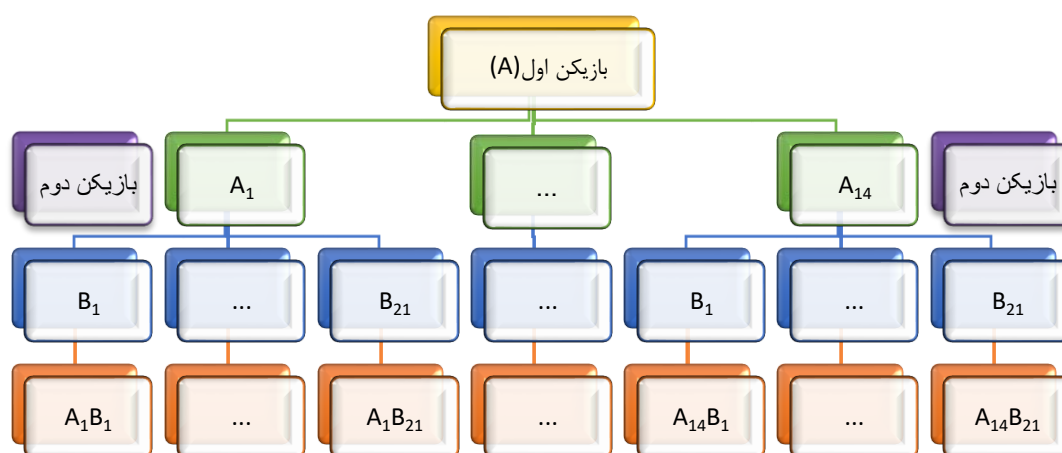 بازیکن اول(A)
بازیکن دوم
A₁
...
A₁₄
بازیکن دوم
B₁
...
B₂₁
...
B₁
...
B₂₁
A₁B₁
...
A₁B₂₁
...
A₁₄B₁
...
A₁₄B₂₁